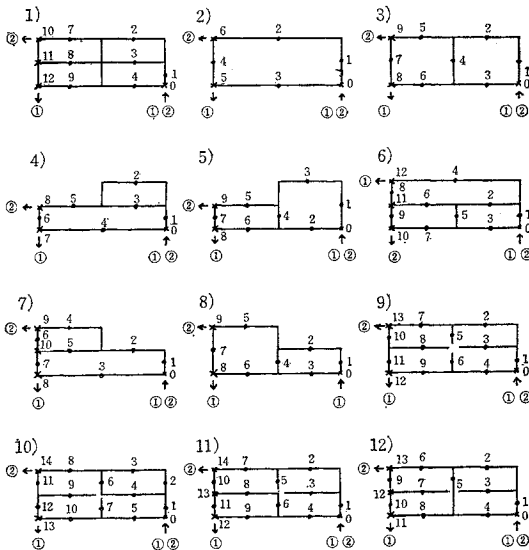 1) 2) 3)
10 7 2 6 2 9 5 2
② ② ②
11 8 3 1 4 1 7 4 1
12 9 4 0 5 3 0 8 6 3 0
① ① ② ① ① ② ① ① ②
4) 5) 6)
2 3 12 4
① 8
8 5 3 9 5 11 6 2
② ②
6 1 7 4 1 9 5 1
7 4 0 8 6 2 0 10 7 3 0
① ① ② ① ① ② ② ① ②
7) 8) 9)
9 4 9 5 13 7 2
② ② ②
6 10 5
10 5 2 2 8 3
7 1 7 4 1 11 6 1
8 3 0 8 6 3 0 12 9 4 0
① ① ② ① ① ① ① ②
10) 11) 12)
14 8 3 14 7 2 13 6 2
② ② ②
11 6 2 10 5 9
9 4 13 8 3 12 7 5 3
12 7 1 11 6 1 10 1
13 10 5 0 12 9 4 0 11 8 4 0
① ① ② ① ① ② ① ① ②